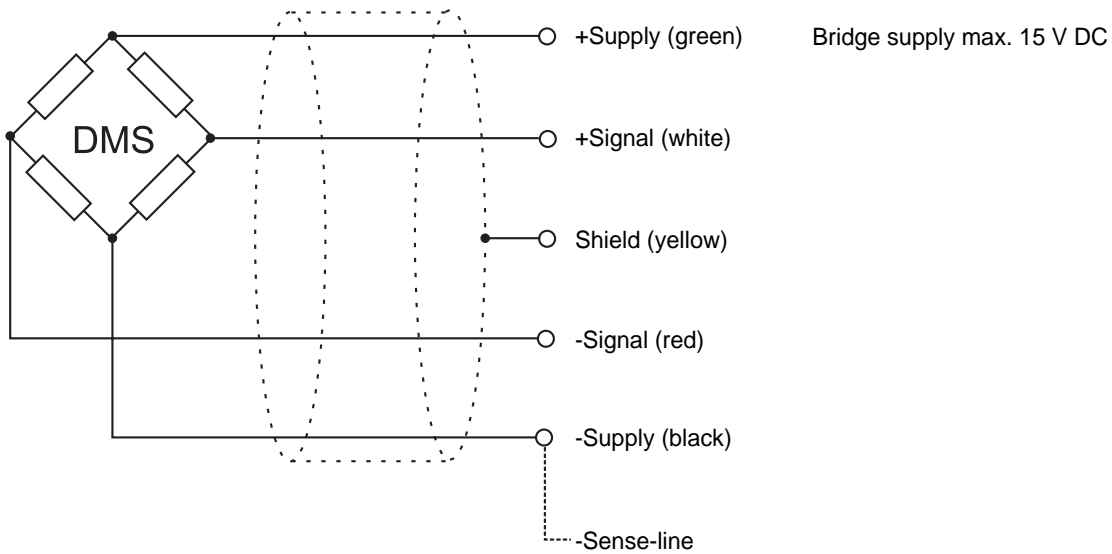 +Supply (green) Bridge supply max. 15 V DC
DMS
+Signal (white)
Shield (yellow)
-Signal (red)
-Supply (black)
-Sense-line